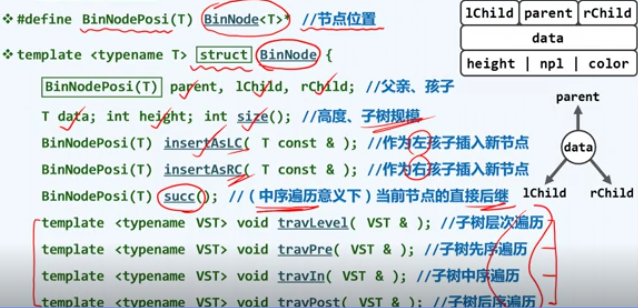 ❖ #define BinNodePosi(T) BinNode<T>* //节点位置
❖ template <typename T> struct BinNode {
BinNodePosi(T) parent, lChild, rChild; //父亲、孩子
T data; int height; int size(); //高度、子树规模
BinNodePosi(T) insertAsLC( T const & ); //作为左孩子插入新节点
BinNodePosi(T) insertAsRC( T const & ); //作为右孩子插入新节点
BinNodePosi(T) succ(); //（中序遍历意义下）当前节点的直接后继
template <typename VST> void travLevel( VST & ); //子树层次遍历
template <typename VST> void travPre( VST & ); //子树先序遍历
template <typename VST> void travIn( VST & ); //子树中序遍历
template <typename VST> void travPost( VST & ); //子树后序遍历
lChild parent rChild
data
height | npl | color
parent
data
lChild rChild